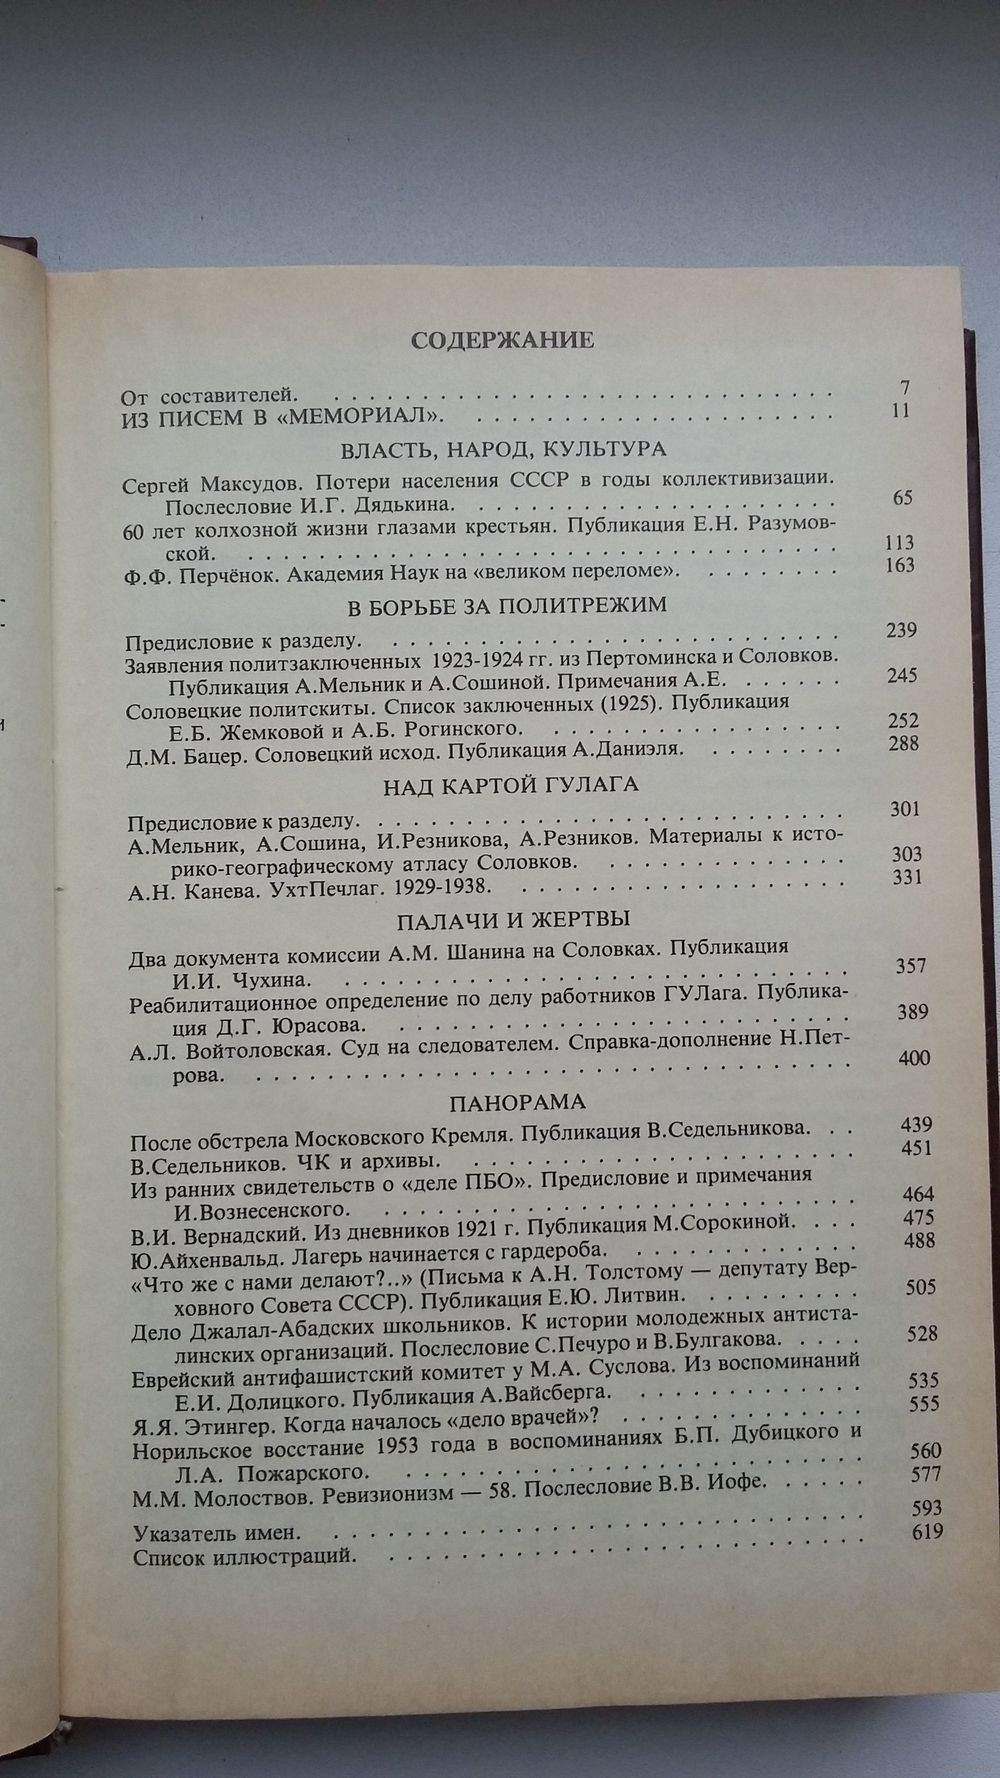 СОДЕРЖАНИЕ
От составителей. . . . . . . . . . . . . . . . . . . . . . . . . . . . . 7
ИЗ ПИСЕМ В «МЕМОРИАЛ». . . . . . . . . . . . . . . . . . . . . 11
ВЛАСТЬ, НАРОД, КУЛЬТУРА
Сергей Максудов. Потери населения СССР в годы коллективизации.
Послесловие И.Г. Дядькина. . . . . . . . . . . . . . . . . . . . . 65
60 лет колхозной жизни глазами крестьян. Публикация Е.Н. Разумов-
ской. . . . . . . . . . . . . . . . . . . . . . . . . . . . . . . . . 113
Ф.Ф. Перчёнок. Академия Наук на «великом переломе». . . . . . . . . 163
В БОРЬБЕ ЗА ПОЛИТРЕЖИМ
Предисловие к разделу. . . . . . . . . . . . . . . . . . . . . . . . . 239
Заявления политзаключенных 1923-1924 гг. из Пертоминска и Соловков.
Публикация А.Мельник и А.Сошиной. Примечания А.Е. . . . . . . 245
Соловецкие политскиты. Список заключенных (1925). Публикация
Е.Б. Жемковой и А.Б. Рогинского. . . . . . . . . . . . . . . . . . 252
Д.М. Бацер. Соловецкий исход. Публикация А.Даниэля. . . . . . . . . 288
НАД КАРТОЙ ГУЛАГА
Предисловие к разделу. . . . . . . . . . . . . . . . . . . . . . . . . 301
А.Мельник, А.Сошина, И.Резникова, А.Резников. Материалы к исто-
рико-географическому атласу Соловков. . . . . . . . . . . . . . . 303
А.Н. Канева. УхтПечлаг. 1929-1938. . . . . . . . . . . . . . . . . . . 331
ПАЛАЧИ И ЖЕРТВЫ
Два документа комиссии А.М. Шанина на Соловках. Публикация
И.И. Чухина. . . . . . . . . . . . . . . . . . . . . . . . . . . . . 357
Реабилитационное определение по делу работников ГУЛага. Публика-
ция Д.Г. Юрасова. . . . . . . . . . . . . . . . . . . . . . . . . . 389
А.Л. Войтоловская. Суд на следователем. Справка-дополнение Н.Пет-
рова. . . . . . . . . . . . . . . . . . . . . . . . . . . . . . . . . 400
ПАНОРАМА
После обстрела Московского Кремля. Публикация В.Седельникова. . . 439
В.Седельников. ЧК и архивы. . . . . . . . . . . . . . . . . . . . . . 451
Из ранних свидетельств о «деле ПБО». Предисловие и примечания
И.Вознесенского. . . . . . . . . . . . . . . . . . . . . . . . . . . 464
В.И. Вернадский. Из дневников 1921 г. Публикация М.Сорокиной. . . . 475
Ю.Айхенвальд. Лагерь начинается с гардероба. . . . . . . . . . . . . . 488
«Что же с нами делают?..» (Письма к А.Н. Толстому — депутату Вер-
ховного Совета СССР). Публикация Е.Ю. Литвин. . . . . . . . . . 505
Дело Джалал-Абадских школьников. К истории молодежных антиста-
линских организаций. Послесловие С.Печуро и В.Булгакова. . . . . 528
Еврейский антифашистский комитет у М.А. Суслова. Из воспоминаний
Е.И. Долицкого. Публикация А.Вайсберга. . . . . . . . . . . . . . 535
Я.Я. Этингер. Когда началось «дело врачей»? . . . . . . . . . . . . . 555
Норильское восстание 1953 года в воспоминаниях Б.П. Дубицкого и
Л.А. Пожарского. . . . . . . . . . . . . . . . . . . . . . . . . . 560
М.М. Молоствов. Ревизионизм — 58. Послесловие В.В. Иофе. . . . . . 577
Указатель имен. . . . . . . . . . . . . . . . . . . . . . . . . . . . . 593
Список иллюстраций. . . . . . . . . . . . . . . . . . . . . . . . . . 619